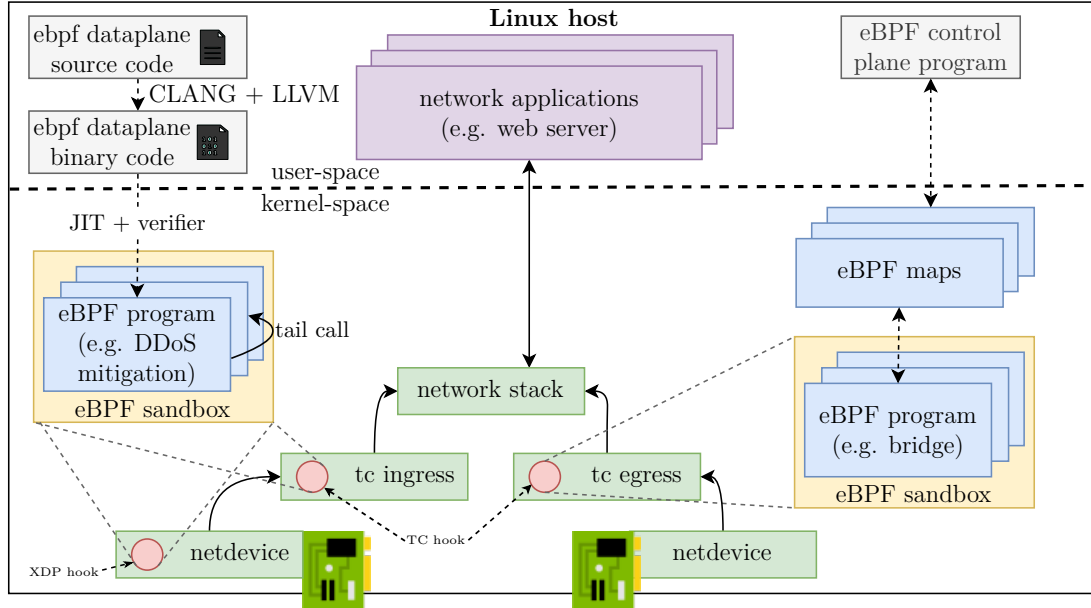 Linux host
ebpf dataplane
source code
CLANG + LLVM
ebpf dataplane
binary code
network applications
(e.g. web server)
eBPF control
plane program
user-space
kernel-space
JIT + verifier
eBPF program
(e.g. DDoS
mitigation)
tail call
eBPF sandbox
eBPF maps
network stack
eBPF program
(e.g. bridge)
eBPF sandbox
tc ingress
tc egress
TC hook
XDP hook
netdevice
netdevice